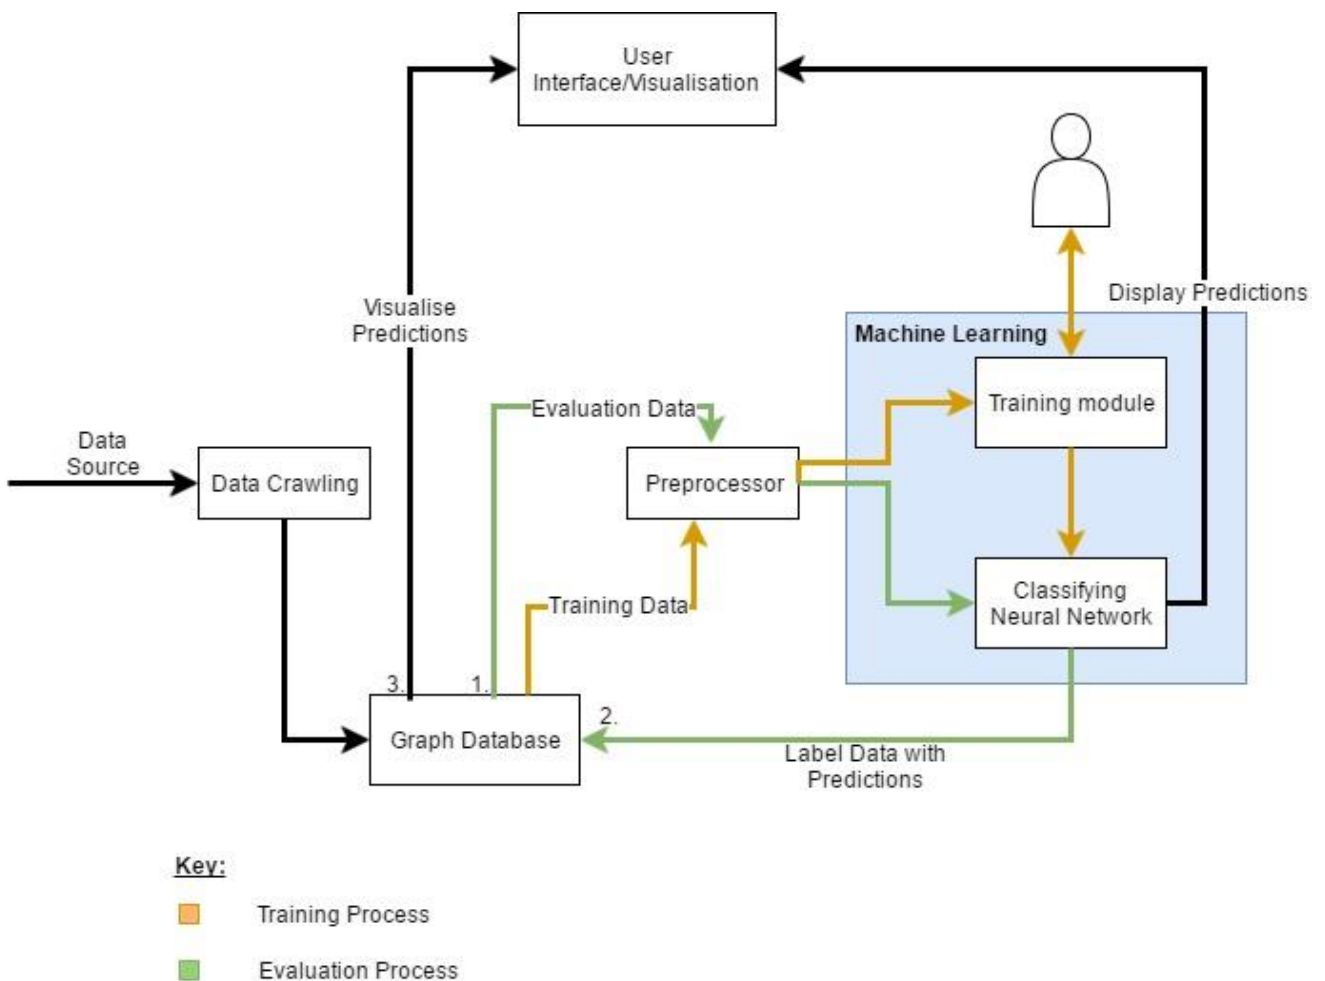 User
Interface/Visualisation
Display Predictions
Visualise
Predictions
Machine Learning
Training module
Evaluation Data
Data
Source
Data Crawling
Preprocessor
Classifying
Neural Network
Training Data
3.
1.
2.
Graph Database
Label Data with
Predictions
Key:
Training Process
Evaluation Process